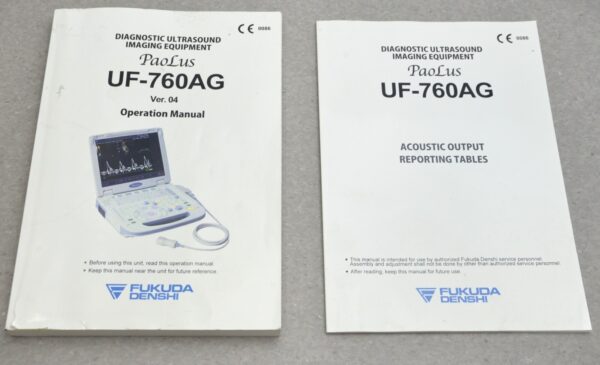 CE 0086
DIAGNOSTIC ULTRASOUND
IMAGING EQUIPMENT
PaoLus
UF-760AG
Ver. 04
Operation Manual
• Before using this unit, read this operation manual.
• Keep this manual near the unit for future reference.
FUKUDA
DENSHI
CE 0086
DIAGNOSTIC ULTRASOUND
IMAGING EQUIPMENT
PaoLus
UF-760AG
ACOUSTIC OUTPUT
REPORTING TABLES
• This manual is intended for use by authorized Fukuda Denshi service personnel.
Assembly and adjustment shall not be done by other than authorized service personnel.
• After reading, keep this manual for future use.
FUKUDA
DENSHI